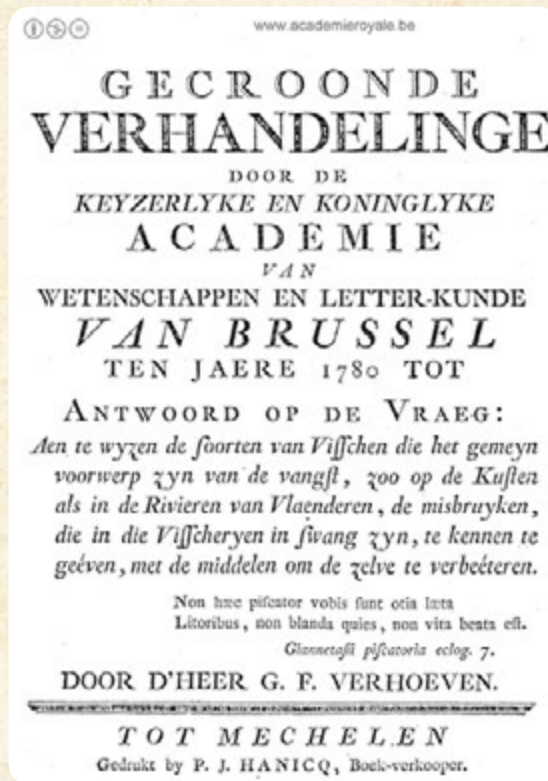 www.academieroyale.be
GECROONDE
VERHANDELINGE
DOOR DE
KEYZERLYKE EN KONINGLYKE
ACADEMIE
VAN
WETENSCHAPPEN EN LETTER-KUNDE
VAN BRUSSEL
TEN JAERE 1780 TOT
ANTWOORD OP DE VRAEG:
Aen te wyzen de ſoorten van Viſſchen die het gemeyn
voorwerp zyn van de vangſt, zoo op de Kuſten
als in de Rivieren van Vlaenderen, de misbruyken,
die in die Viſſcheryen in ſwang zyn, te kennen te
geéven, met de middelen om de zelve te verbeéteren.
Non hæc piſcator vobis ſunt otia læta
Litoribus, non blanda quies, non vita beata eſt.
Giannetaſii piſcatoria eclog. 7.
DOOR D'HEER G. F. VERHOEVEN.
TOT MECHELEN
Gedrukt by P. J. HANICQ, Boek-verkooper.